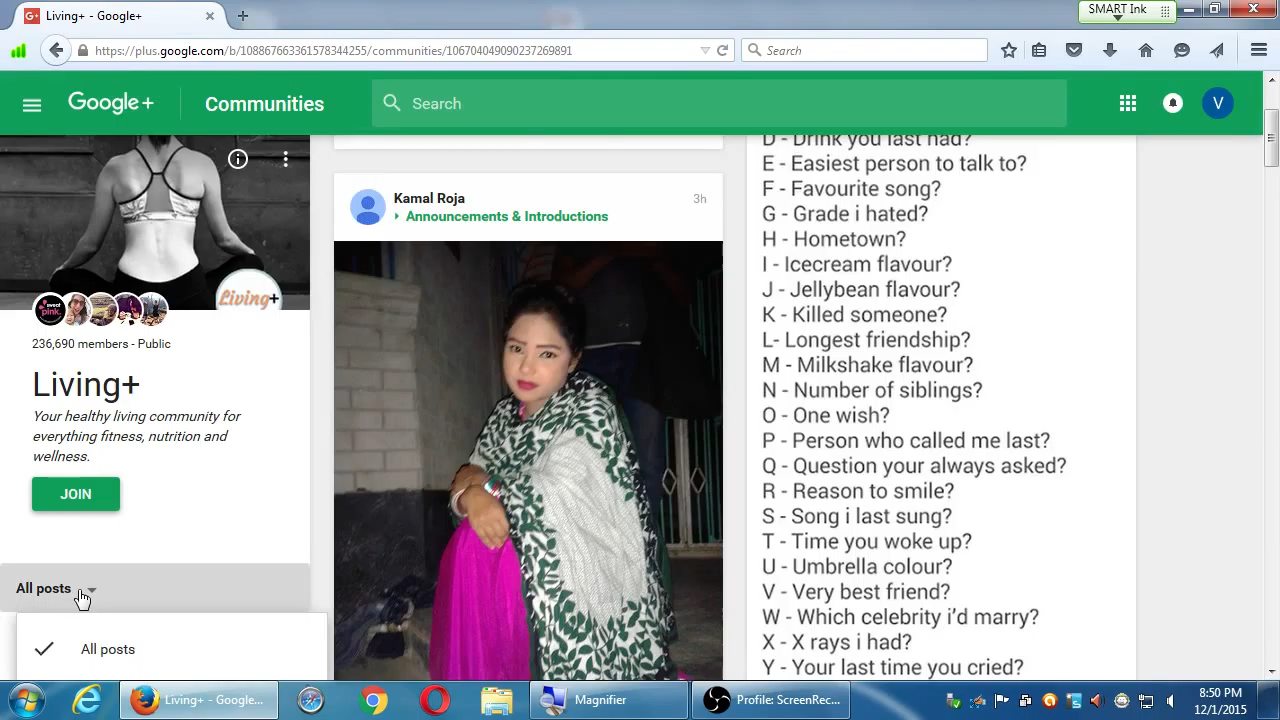 Living+ - Google+
SMART Ink
https://plus.google.com/b/108867663361578344255/communities/106704049090237269891
Search
Google+
Communities
Search
V
Living+
236,690 members - Public
Living+
Your healthy living community for
everything fitness, nutrition and
wellness.
JOIN
All posts
All posts
Kamal Roja
3h
Announcements & Introductions
D - Drink you last had?
E - Easiest person to talk to?
F - Favourite song?
G - Grade i hated?
H - Hometown?
I - Icecream flavour?
J - Jellybean flavour?
K - Killed someone?
L- Longest friendship?
M - Milkshake flavour?
N - Number of siblings?
O - One wish?
P - Person who called me last?
Q - Question your always asked?
R - Reason to smile?
S - Song i last sung?
T - Time you woke up?
U - Umbrella colour?
V - Very best friend?
W - Which celebrity i'd marry?
X - X rays i had?
Y - Your last time you cried?
Living+ - Google...
Magnifier
Profile: ScreenRec...
8:50 PM
12/1/2015